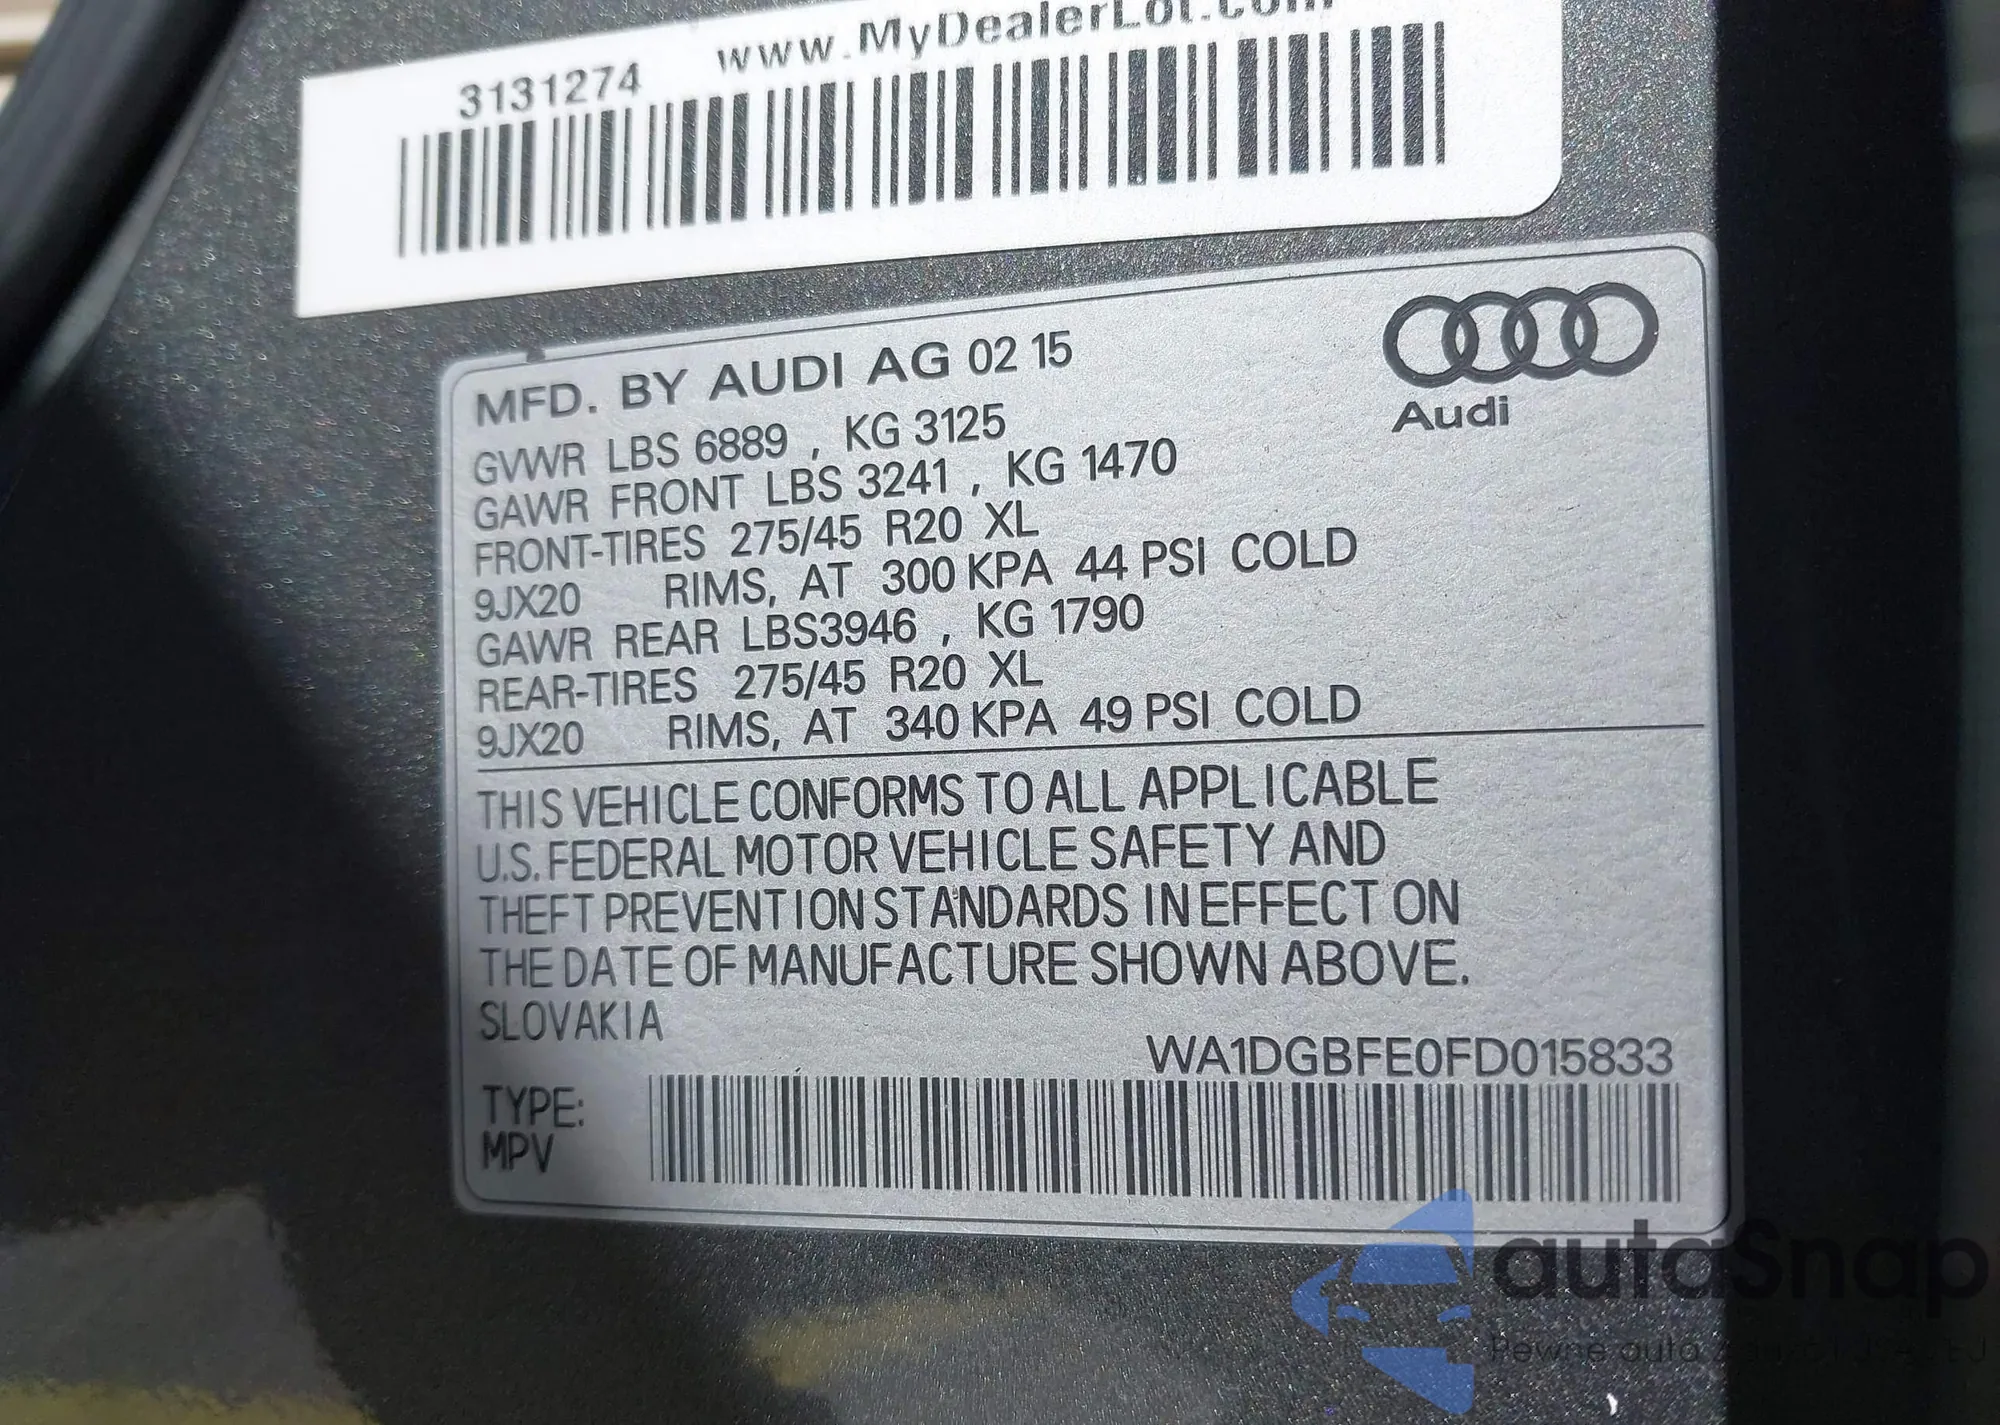 www.MyDealerLot.com
3131274
Audi
MFD. BY AUDI AG 02 15
GVWR LBS 6889 , KG 3125
GAWR FRONT LBS 3241 , KG 1470
FRONT-TIRES 275/45 R20 XL
9JX20 RIMS, AT 300 KPA 44 PSI COLD
GAWR REAR LBS3946 , KG 1790
REAR-TIRES 275/45 R20 XL
9JX20 RIMS, AT 340 KPA 49 PSI COLD
THIS VEHICLE CONFORMS TO ALL APPLICABLE
U.S. FEDERAL MOTOR VEHICLE SAFETY AND
THEFT PREVENTION STANDARDS IN EFFECT ON
THE DATE OF MANUFACTURE SHOWN ABOVE.
SLOVAKIA
WA1DGBFE0FD015833
TYPE:
MPV
autaSnap
Pewne auta